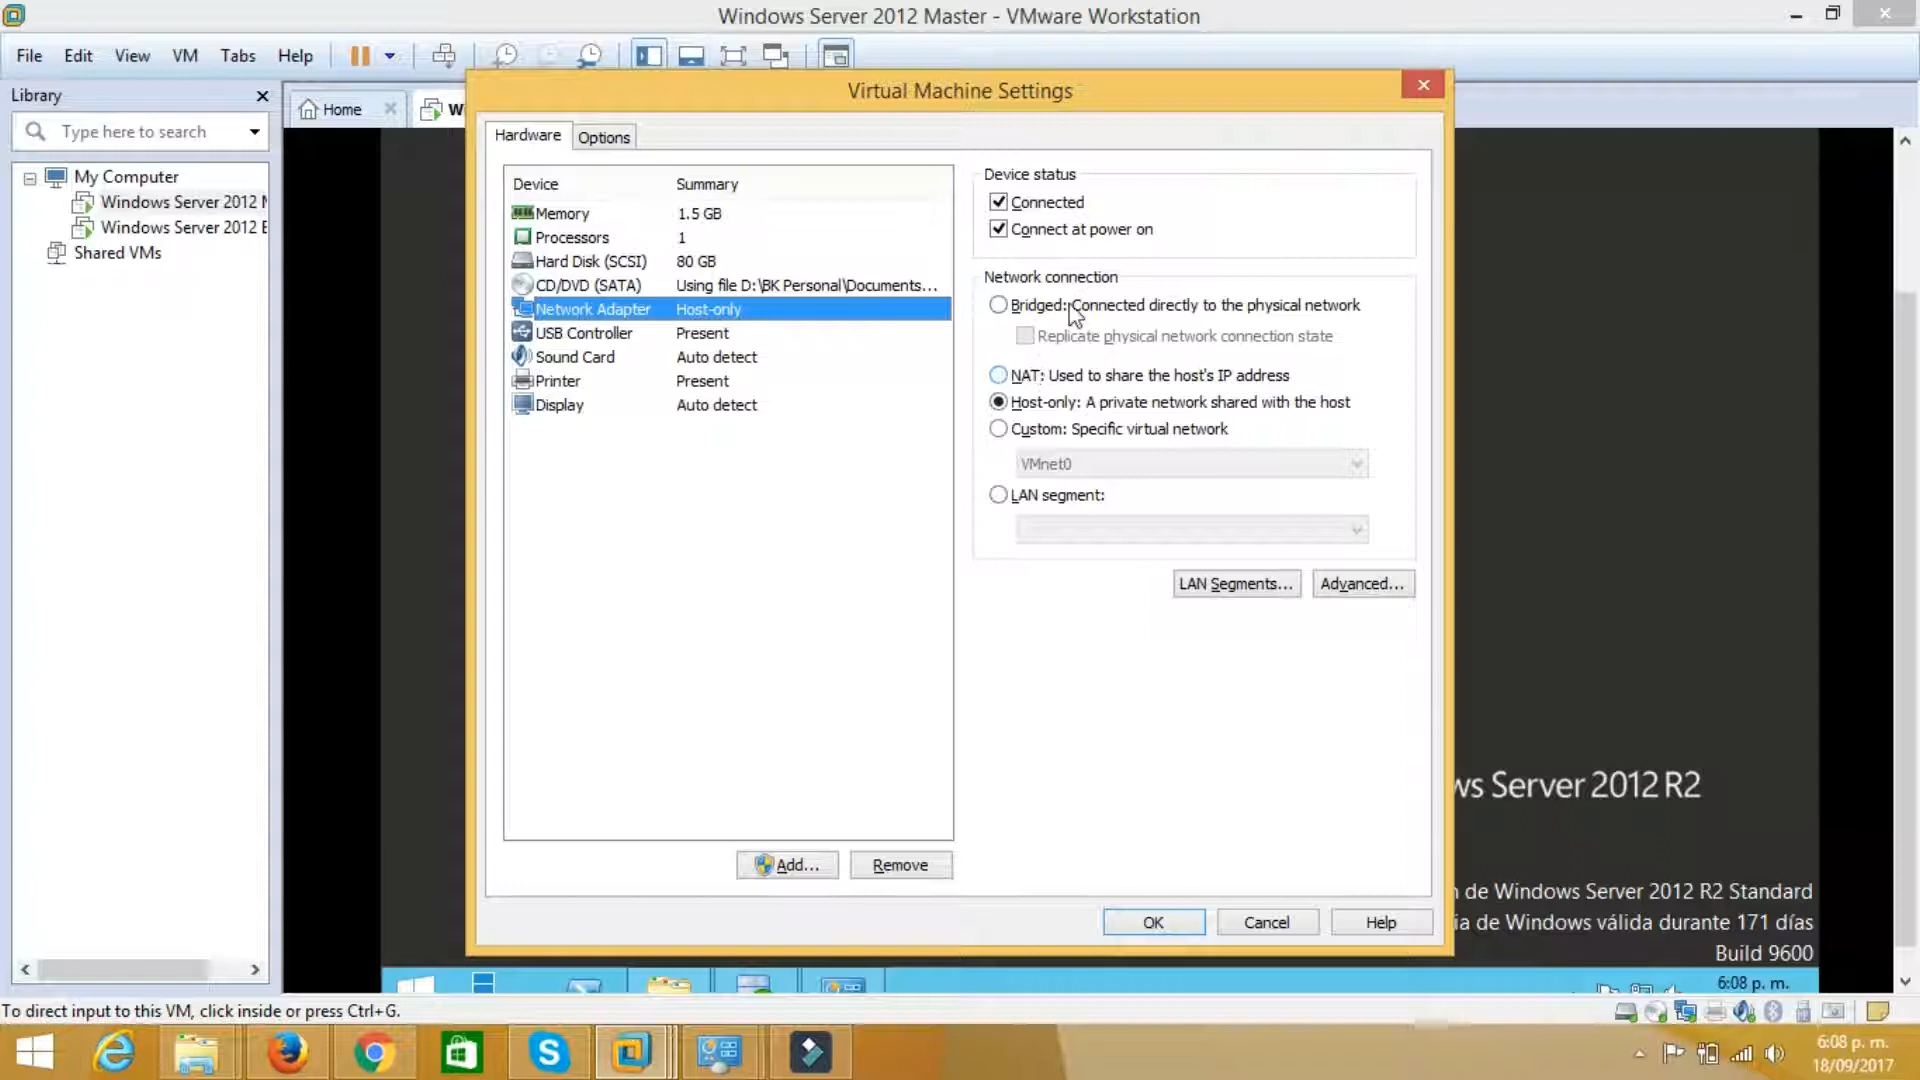 Windows Server 2012 Master - VMware Workstation
File Edit View VM Tabs Help
Library
Type here to search
My Computer
Windows Server 2012 M
Windows Server 2012 E
Shared VMs
Home
W
Virtual Machine Settings
Hardware
Options
Device Summary
Memory 1.5 GB
Processors 1
Hard Disk (SCSI) 80 GB
CD/DVD (SATA) Using file D:\BK Personal\Documents...
Network Adapter Host-only
USB Controller Present
Sound Card Auto detect
Printer Present
Display Auto detect
Add...
Remove
Device status
Connected
Connect at power on
Network connection
Bridged: Connected directly to the physical network
Replicate physical network connection state
NAT: Used to share the host's IP address
Host-only: A private network shared with the host
Custom: Specific virtual network
VMnet0
LAN segment:
LAN Segments...
Advanced...
OK
Cancel
Help
ws Server 2012 R2
n de Windows Server 2012 R2 Standard
ia de Windows válida durante 171 días
Build 9600
6:08 p. m.
To direct input to this VM, click inside or press Ctrl+G.
6:08 p. m.
18/09/2017